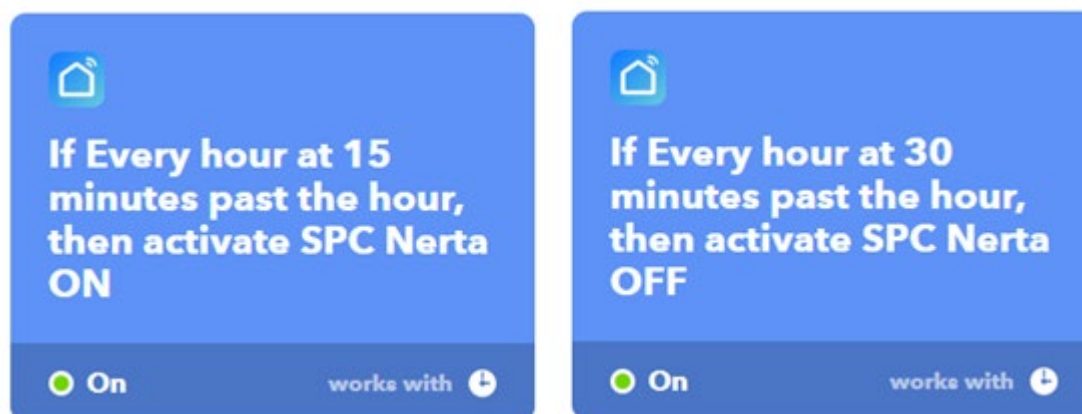 If Every hour at 15
minutes past the hour,
then activate SPC Nerta
ON
On
works with
If Every hour at 30
minutes past the hour,
then activate SPC Nerta
OFF
On
works with